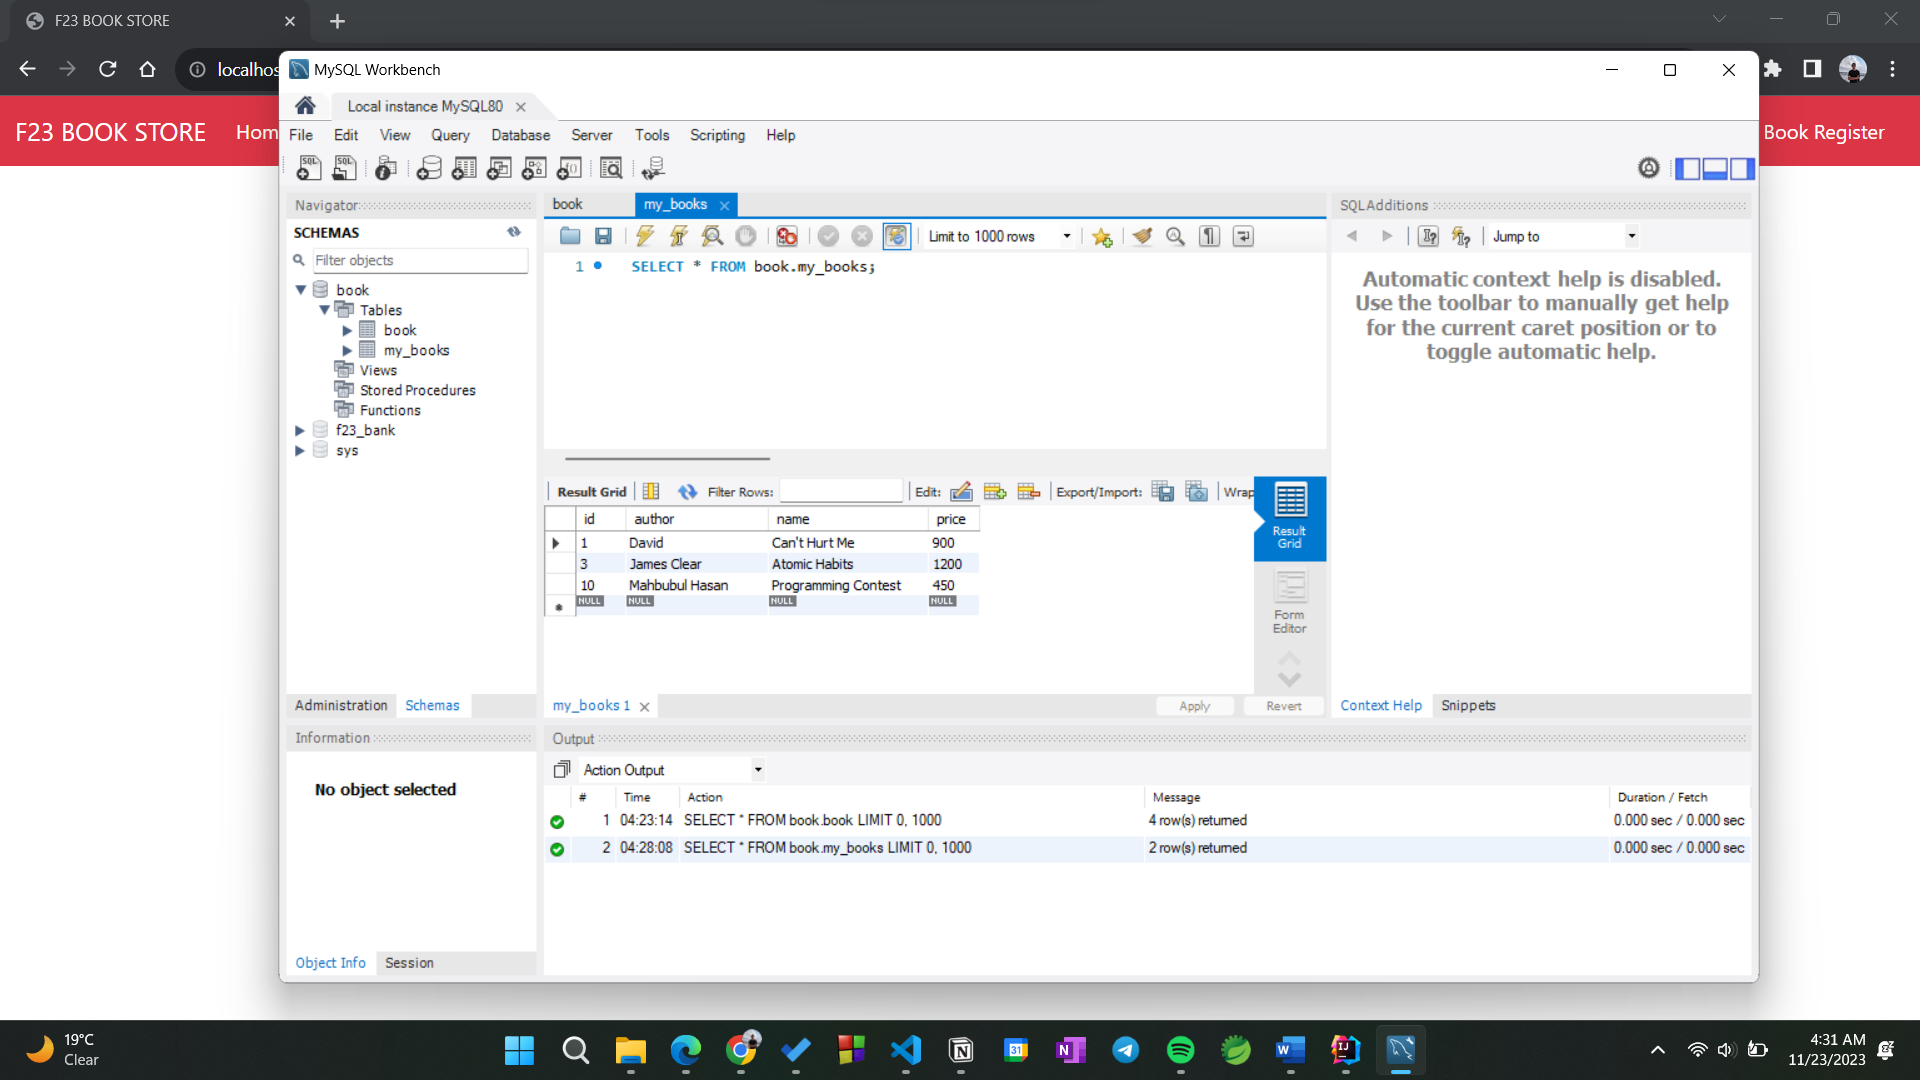 F23 BOOK STORE
localhos
F23 BOOK STORE
Hom
Book Register
MySQL Workbench
Local instance MySQL80
File Edit View Query Database Server Tools Scripting Help
Navigator
SCHEMAS
Filter objects
book
Tables
book
my_books
Views
Stored Procedures
Functions
f23_bank
sys
Administration Schemas
Information
No object selected
Object Info Session
book my_books
Limit to 1000 rows
1 SELECT * FROM book.my_books;
Result Grid Filter Rows: Edit: Export/Import: Wrap
id author name price
1 David Can't Hurt Me 900
3 James Clear Atomic Habits 1200
10 Mahbubul Hasan Programming Contest 450
NULL NULL NULL NULL
Result
Grid
Form
Editor
my_books 1
Apply Revert
SQLAdditions
Jump to
Automatic context help is disabled.
Use the toolbar to manually get help
for the current caret position or to
toggle automatic help.
Context Help Snippets
Output
Action Output
# Time Action Message Duration / Fetch
1 04:23:14 SELECT * FROM book.book LIMIT 0, 1000 4 row(s) returned 0.000 sec / 0.000 sec
2 04:28:08 SELECT * FROM book.my_books LIMIT 0, 1000 2 row(s) returned 0.000 sec / 0.000 sec
19°C
Clear
4:31 AM
11/23/2023